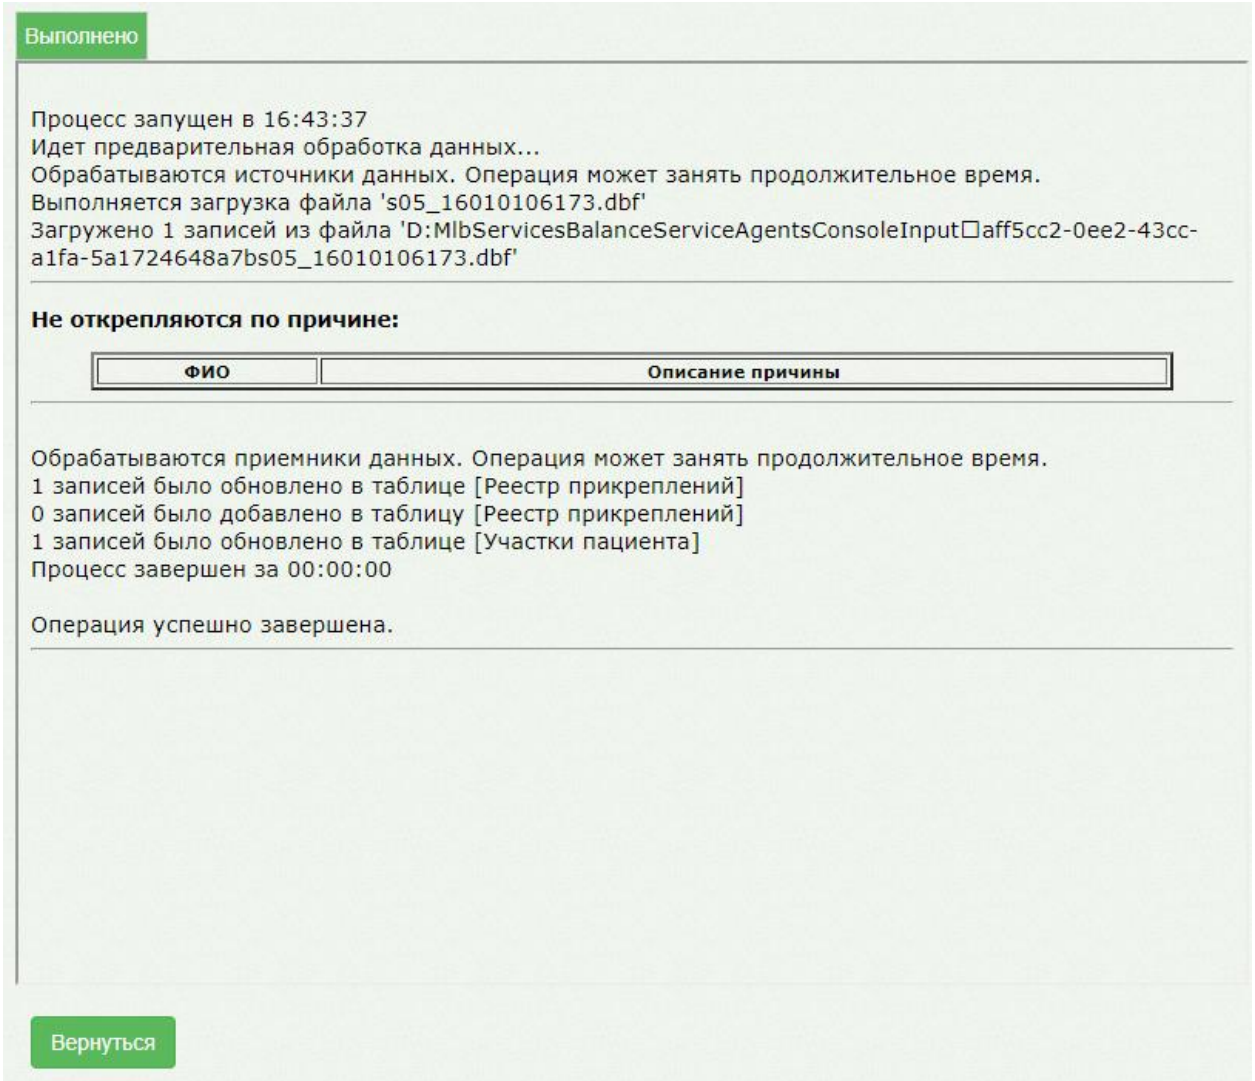 Выполнено
Процесс запущен в 16:43:37
Идет предварительная обработка данных...
Обрабатываются источники данных. Операция может занять продолжительное время.
Выполняется загрузка файла 's05_16010106173.dbf'
Загружено 1 записей из файла 'D:MlbServicesBalanceServiceAgentsConsoleInput□aff5cc2-0ee2-43cc-
a1fa-5a1724648a7bs05_16010106173.dbf'
Не открепляются по причине:
ФИО Описание причины
Обрабатываются приемники данных. Операция может занять продолжительное время.
1 записей было обновлено в таблице [Реестр прикреплений]
0 записей было добавлено в таблицу [Реестр прикреплений]
1 записей было обновлено в таблице [Участки пациента]
Процесс завершен за 00:00:00
Операция успешно завершена.
Вернуться